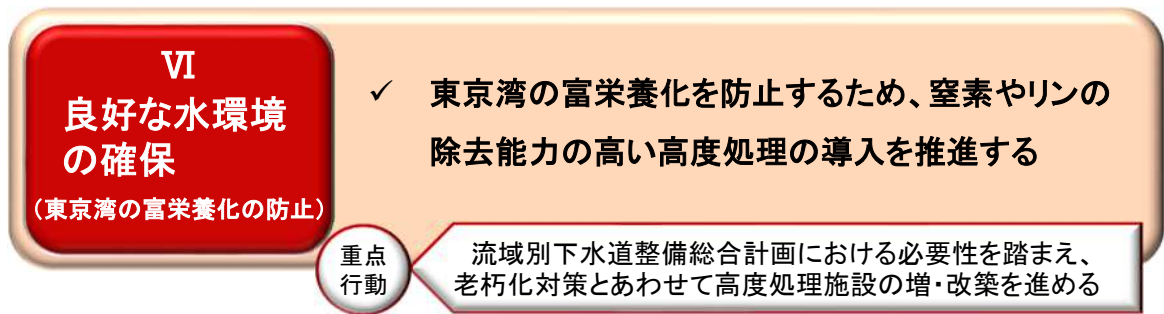 Ⅵ
良好な水環境
の確保
(東京湾の富栄養化の防止)
✓ 東京湾の富栄養化を防止するため、窒素やリンの
除去能力の高い高度処理の導入を推進する
重点
行動
流域別下水道整備総合計画における必要性を踏まえ、
老朽化対策とあわせて高度処理施設の増・改築を進める